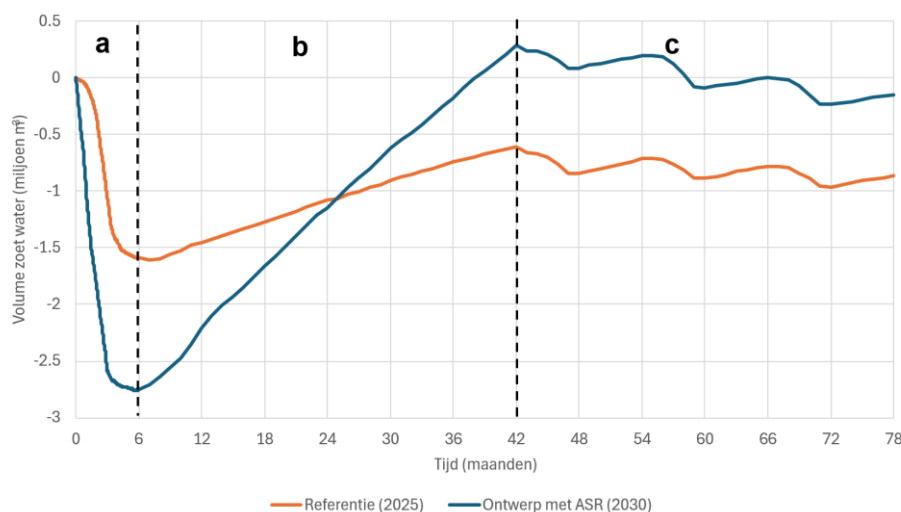 a
b
c
0.5
0
-0.5
-1
-1.5
-2
-2.5
-3
Volume zoet water (miljoen m³)
0 6 12 18 24 30 36 42 48 54 60 66 72 78
Tijd (maanden)
Referentie (2025) Ontwerp met ASR (2030)